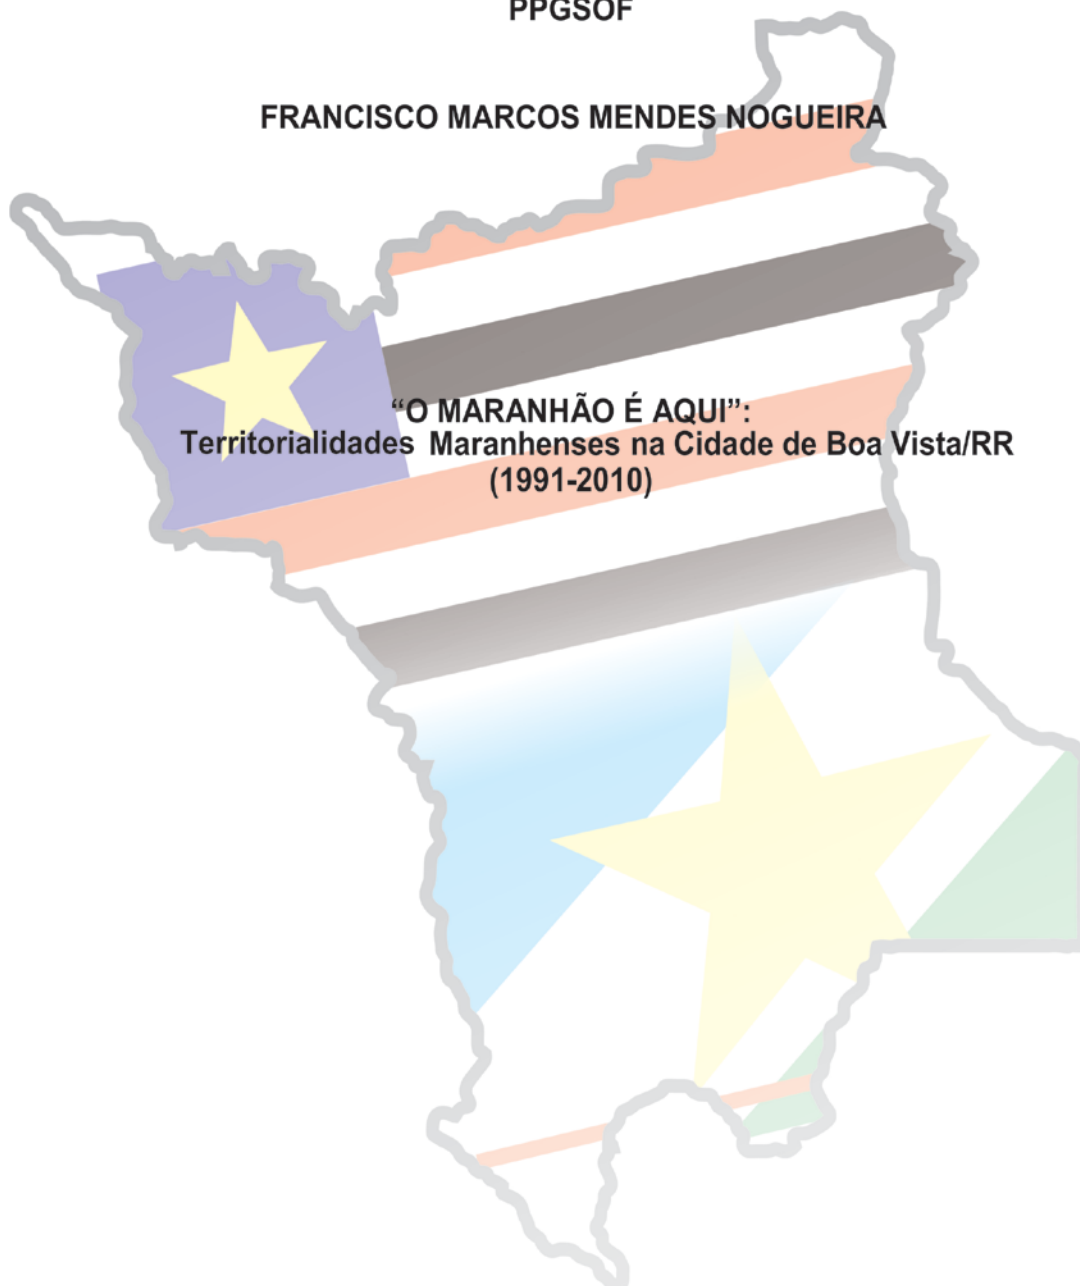 PPGSOF
FRANCISCO MARCOS MENDES NOGUEIRA
“O MARANHÃO É AQUI”:
Territorialidades Maranhenses na Cidade de Boa Vista/RR
(1991-2010)